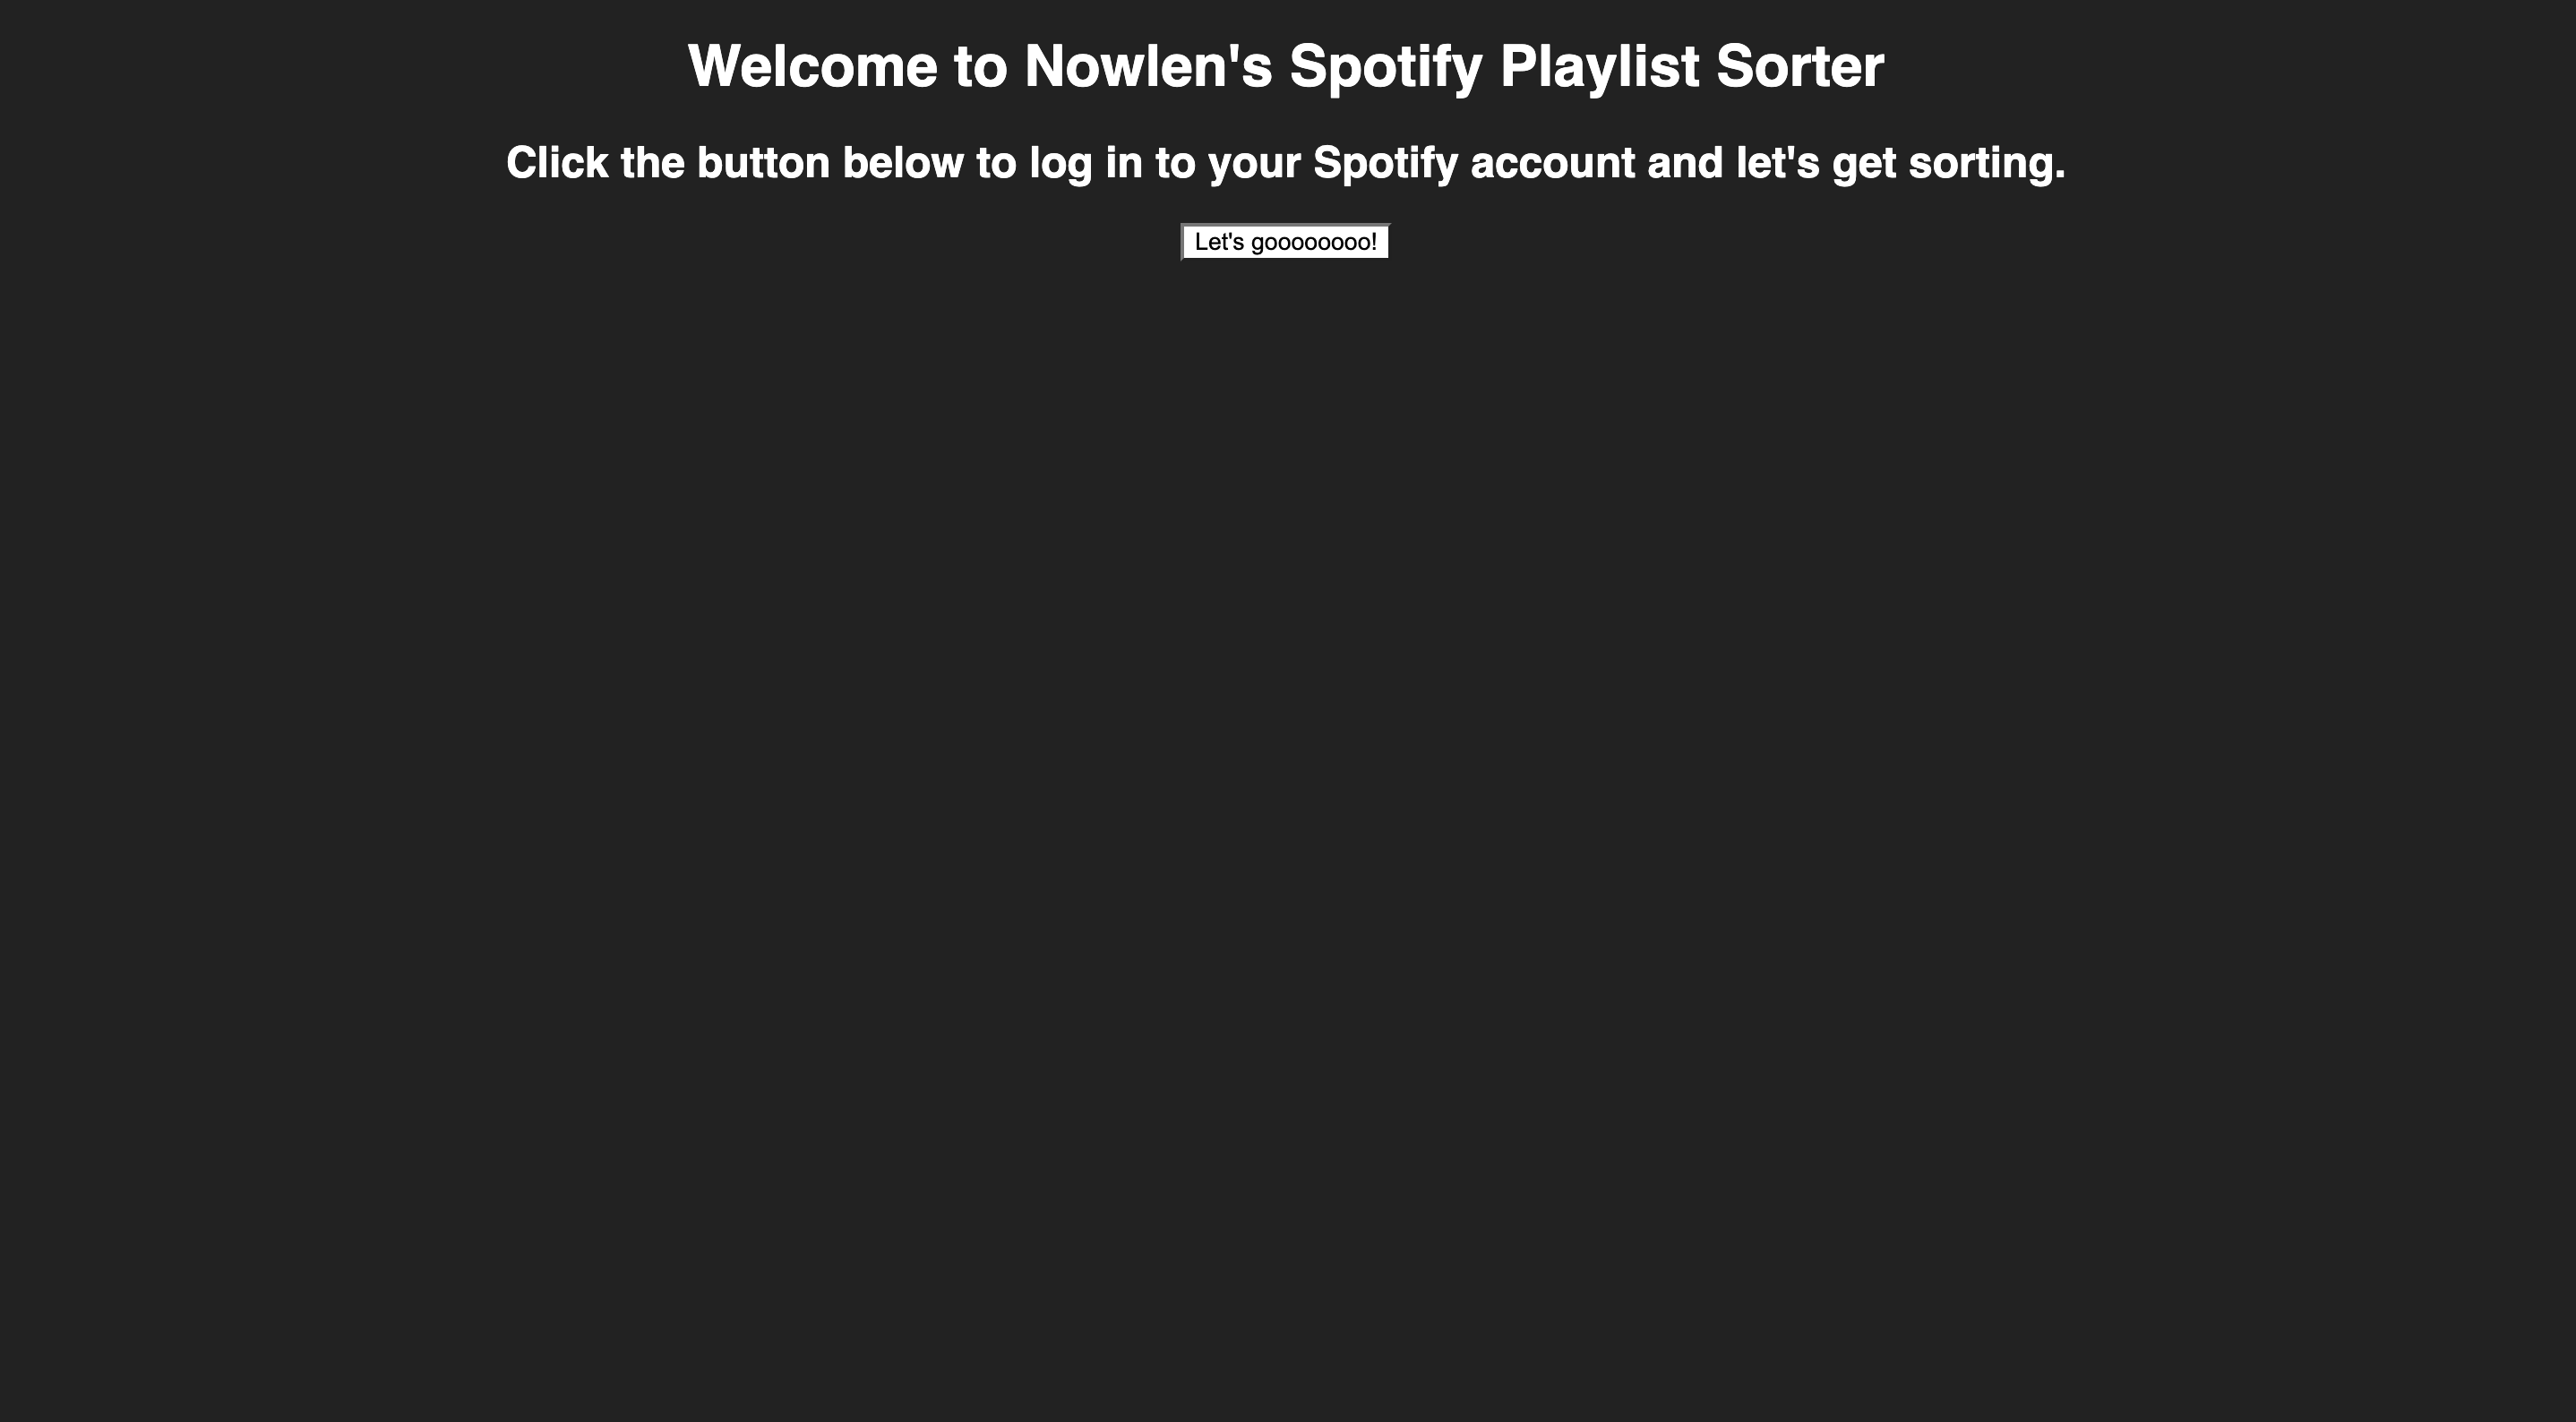 Welcome to Nowlen's Spotify Playlist Sorter
Click the button below to log in to your Spotify account and let's get sorting.
Let's goooooooo!